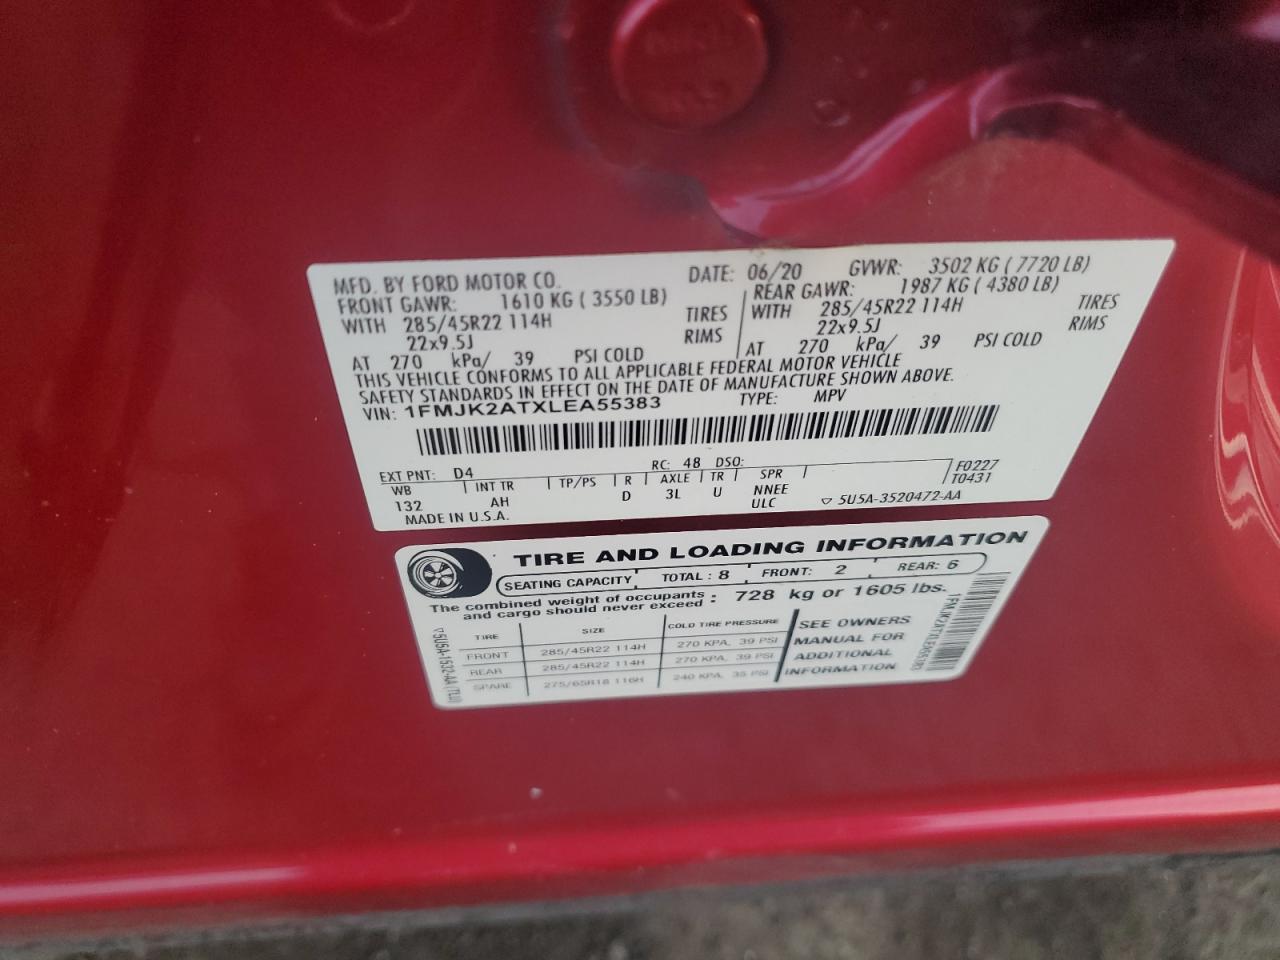 MFD. BY FORD MOTOR CO. DATE: 06/20 GVWR: 3502 KG ( 7720 LB)
FRONT GAWR: 1610 KG ( 3550 LB) REAR GAWR: 1987 KG ( 4380 LB)
WITH 285/45R22 114H TIRES WITH 285/45R22 114H TIRES
22x9.5J RIMS 22x9.5J RIMS
AT 270 kPa/ 39 PSI COLD AT 270 kPa/ 39 PSI COLD
THIS VEHICLE CONFORMS TO ALL APPLICABLE FEDERAL MOTOR VEHICLE
SAFETY STANDARDS IN EFFECT ON THE DATE OF MANUFACTURE SHOWN ABOVE.
VIN: 1FMJK2ATXLEA55383 TYPE: MPV
EXT PNT: D4 RC: 48 DSO: F0227
WB INT TR TP/PS R AXLE TR SPR T0431
132 AH D 3L U NNEE
ULC 5U5A-3520472-AA
MADE IN U.S.A.
TIRE AND LOADING INFORMATION
SEATING CAPACITY TOTAL : 8 FRONT: 2 REAR: 6
The combined weight of occupants and cargo should never exceed : 728 kg or 1605 lbs.
TIRE SIZE COLD TIRE PRESSURE
FRONT 285/45R22 114H 270 KPA, 39 PSI
REAR 285/45R22 114H 270 KPA, 39 PSI
SPARE 275/65R18 116H 240 KPA, 35 PSI
SEE OWNERS
MANUAL FOR
ADDITIONAL
INFORMATION
5U5A-1532-AA (TLI)
1FMJK2ATXLEA55383